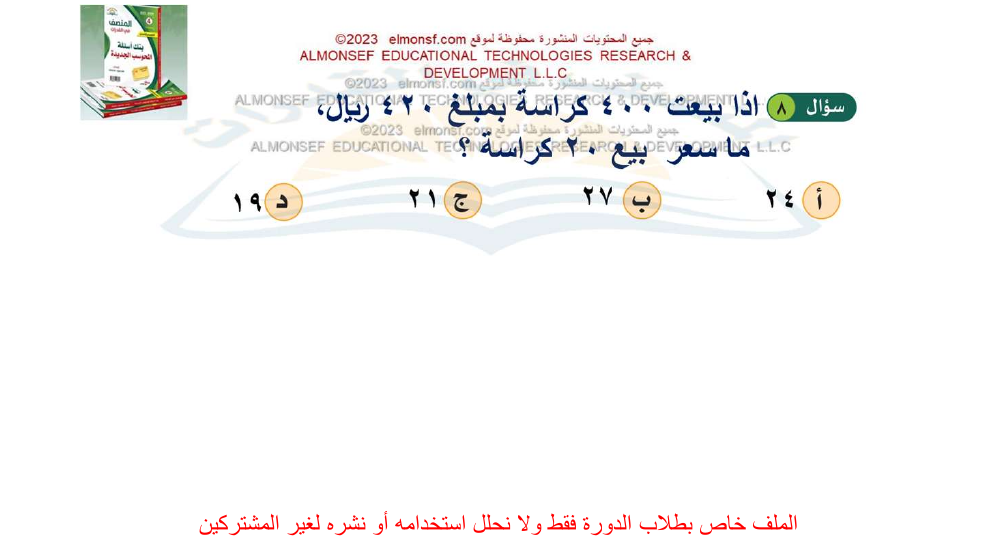 جميع المحتويات المنشورة محفوظة لموقع elmonsf.com ©2023
ALMONSEF EDUCATIONAL TECHNOLOGIES RESEARCH &
DEVELOPMENT L.L.C
جميع المحتويات المنشورة محفوظة لموقع elmonsf.com ©2023
ALMONSEF EDUCATIONAL TECHNOLOGIES RESEARCH & DEVELOPMENT L.L.C
سؤال ٨ اذا بيعت ٤٠٠ كراسة بمبلغ ٤٢٠ ريال،
جميع المحتويات المنشورة محفوظة لموقع elmonsf.com ©2023
ALMONSEF EDUCATIONAL TECHNOLOGIES RESEARCH & DEVELOPMENT L.L.C
ما سعر بيع ٢٠ كراسة ؟
أ ٢٤ ب ٢٧ ج ٢١ د ١٩
المنصف
بنك أسئلة
المحوسب الجديدة
الملف خاص بطلاب الدورة فقط ولا نحلل استخدامه أو نشره لغير المشتركين